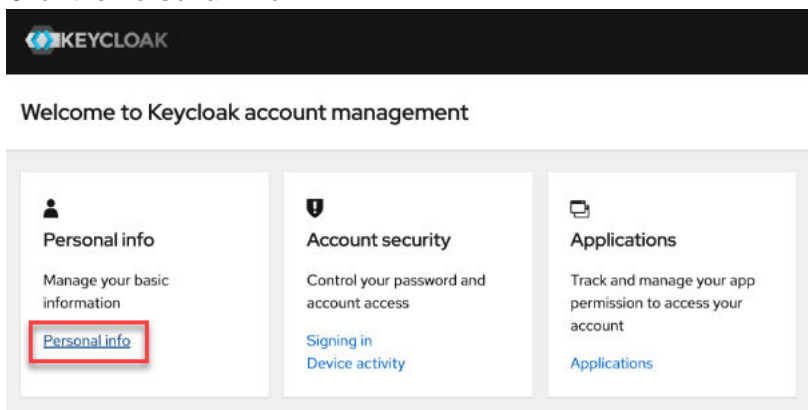 KEYCLOAK
Welcome to Keycloak account management
Personal info
Manage your basic
information
Personal info
Account security
Control your password and
account access
Signing in
Device activity
Applications
Track and manage your app
permission to access your
account
Applications